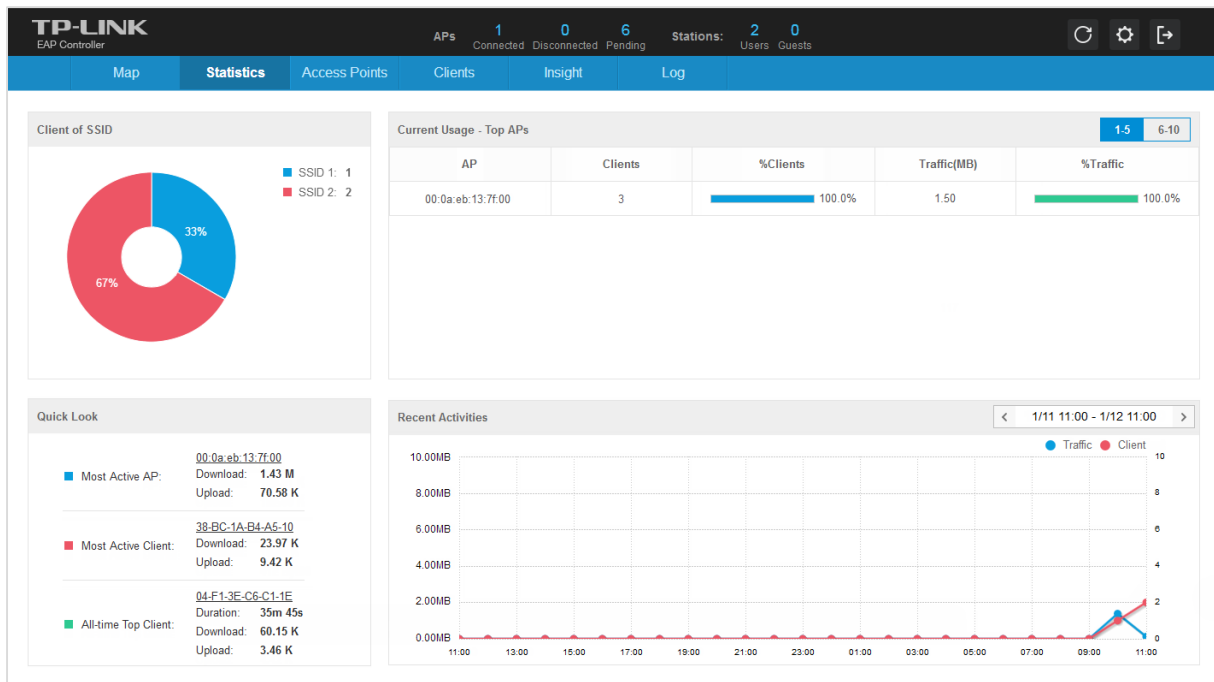 TP-LINK
EAP Controller
APs 1 Connected 0 Disconnected 6 Pending Stations: 2 Users 0 Guests
Map Statistics Access Points Clients Insight Log
Client of SSID
SSID 1: 1
SSID 2: 2
33%
67%
Current Usage - Top APs 1-5 6-10
AP Clients %Clients Traffic(MB) %Traffic
00:0a:eb:13:7f:00 3 100.0% 1.50 100.0%
Quick Look
Most Active AP:
00:0a:eb:13:7f:00
Download: 1.43 M
Upload: 70.58 K
Most Active Client:
38-BC-1A-B4-A5-10
Download: 23.97 K
Upload: 9.42 K
All-time Top Client:
04-F1-3E-C6-C1-1E
Duration: 35m 45s
Download: 60.15 K
Upload: 3.46 K
Recent Activities < 1/11 11:00 - 1/12 11:00 >
Traffic Client
10.00MB 10
8.00MB 8
6.00MB 6
4.00MB 4
2.00MB 2
0.00MB 0
11:00 13:00 15:00 17:00 19:00 21:00 23:00 01:00 03:00 05:00 07:00 09:00 11:00